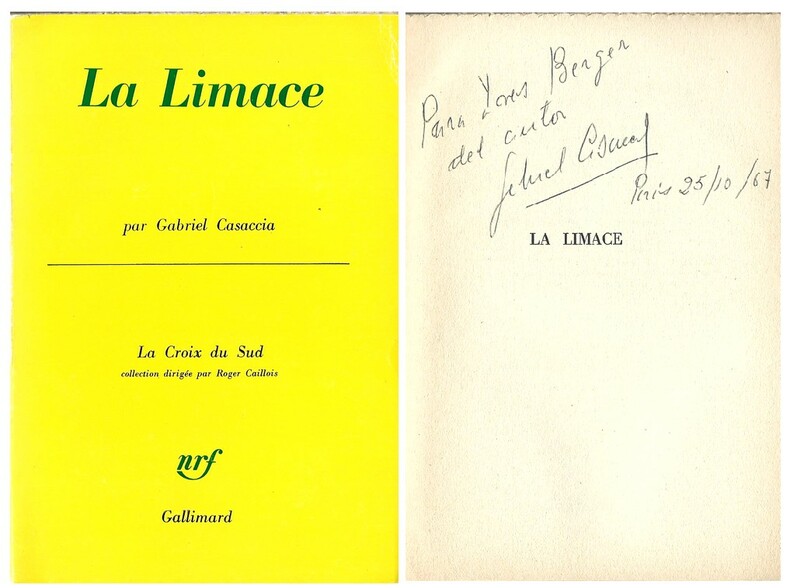 La Limace
par Gabriel Casaccia
La Croix du Sud
collection dirigée par Roger Caillois
nrf
Gallimard
Para Yves Berger
del autor
Gabriel Casaccia
Paris 25/10/67
LA LIMACE